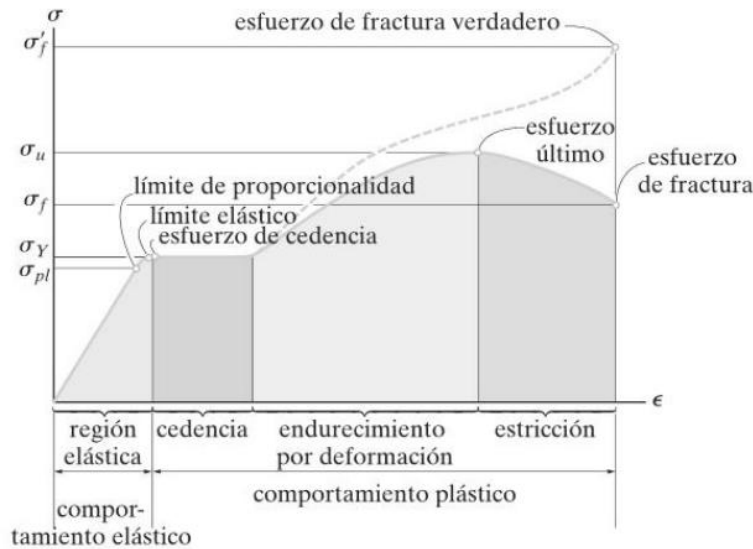 σ
esfuerzo de fractura verdadero
σ′f
σu
esfuerzo
último
esfuerzo
de fractura
límite de proporcionalidad
σf
límite elástico
esfuerzo de cedencia
σY
σpl
ϵ
región
elástica
cedencia
endurecimiento
por deformación
estricción
comportamiento plástico
compor-
tamiento elástico